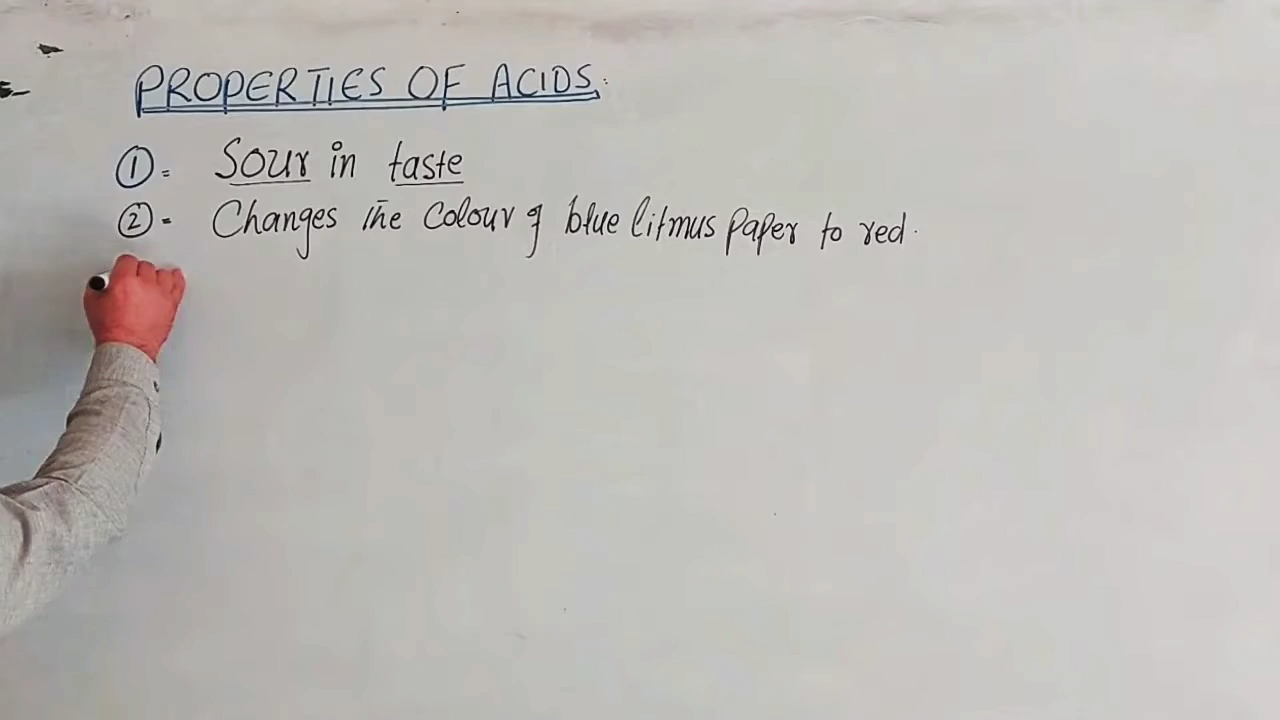 PROPERTIES OF ACIDS.
①= Sour in taste
②= Changes the Colour of blue litmus paper to red.